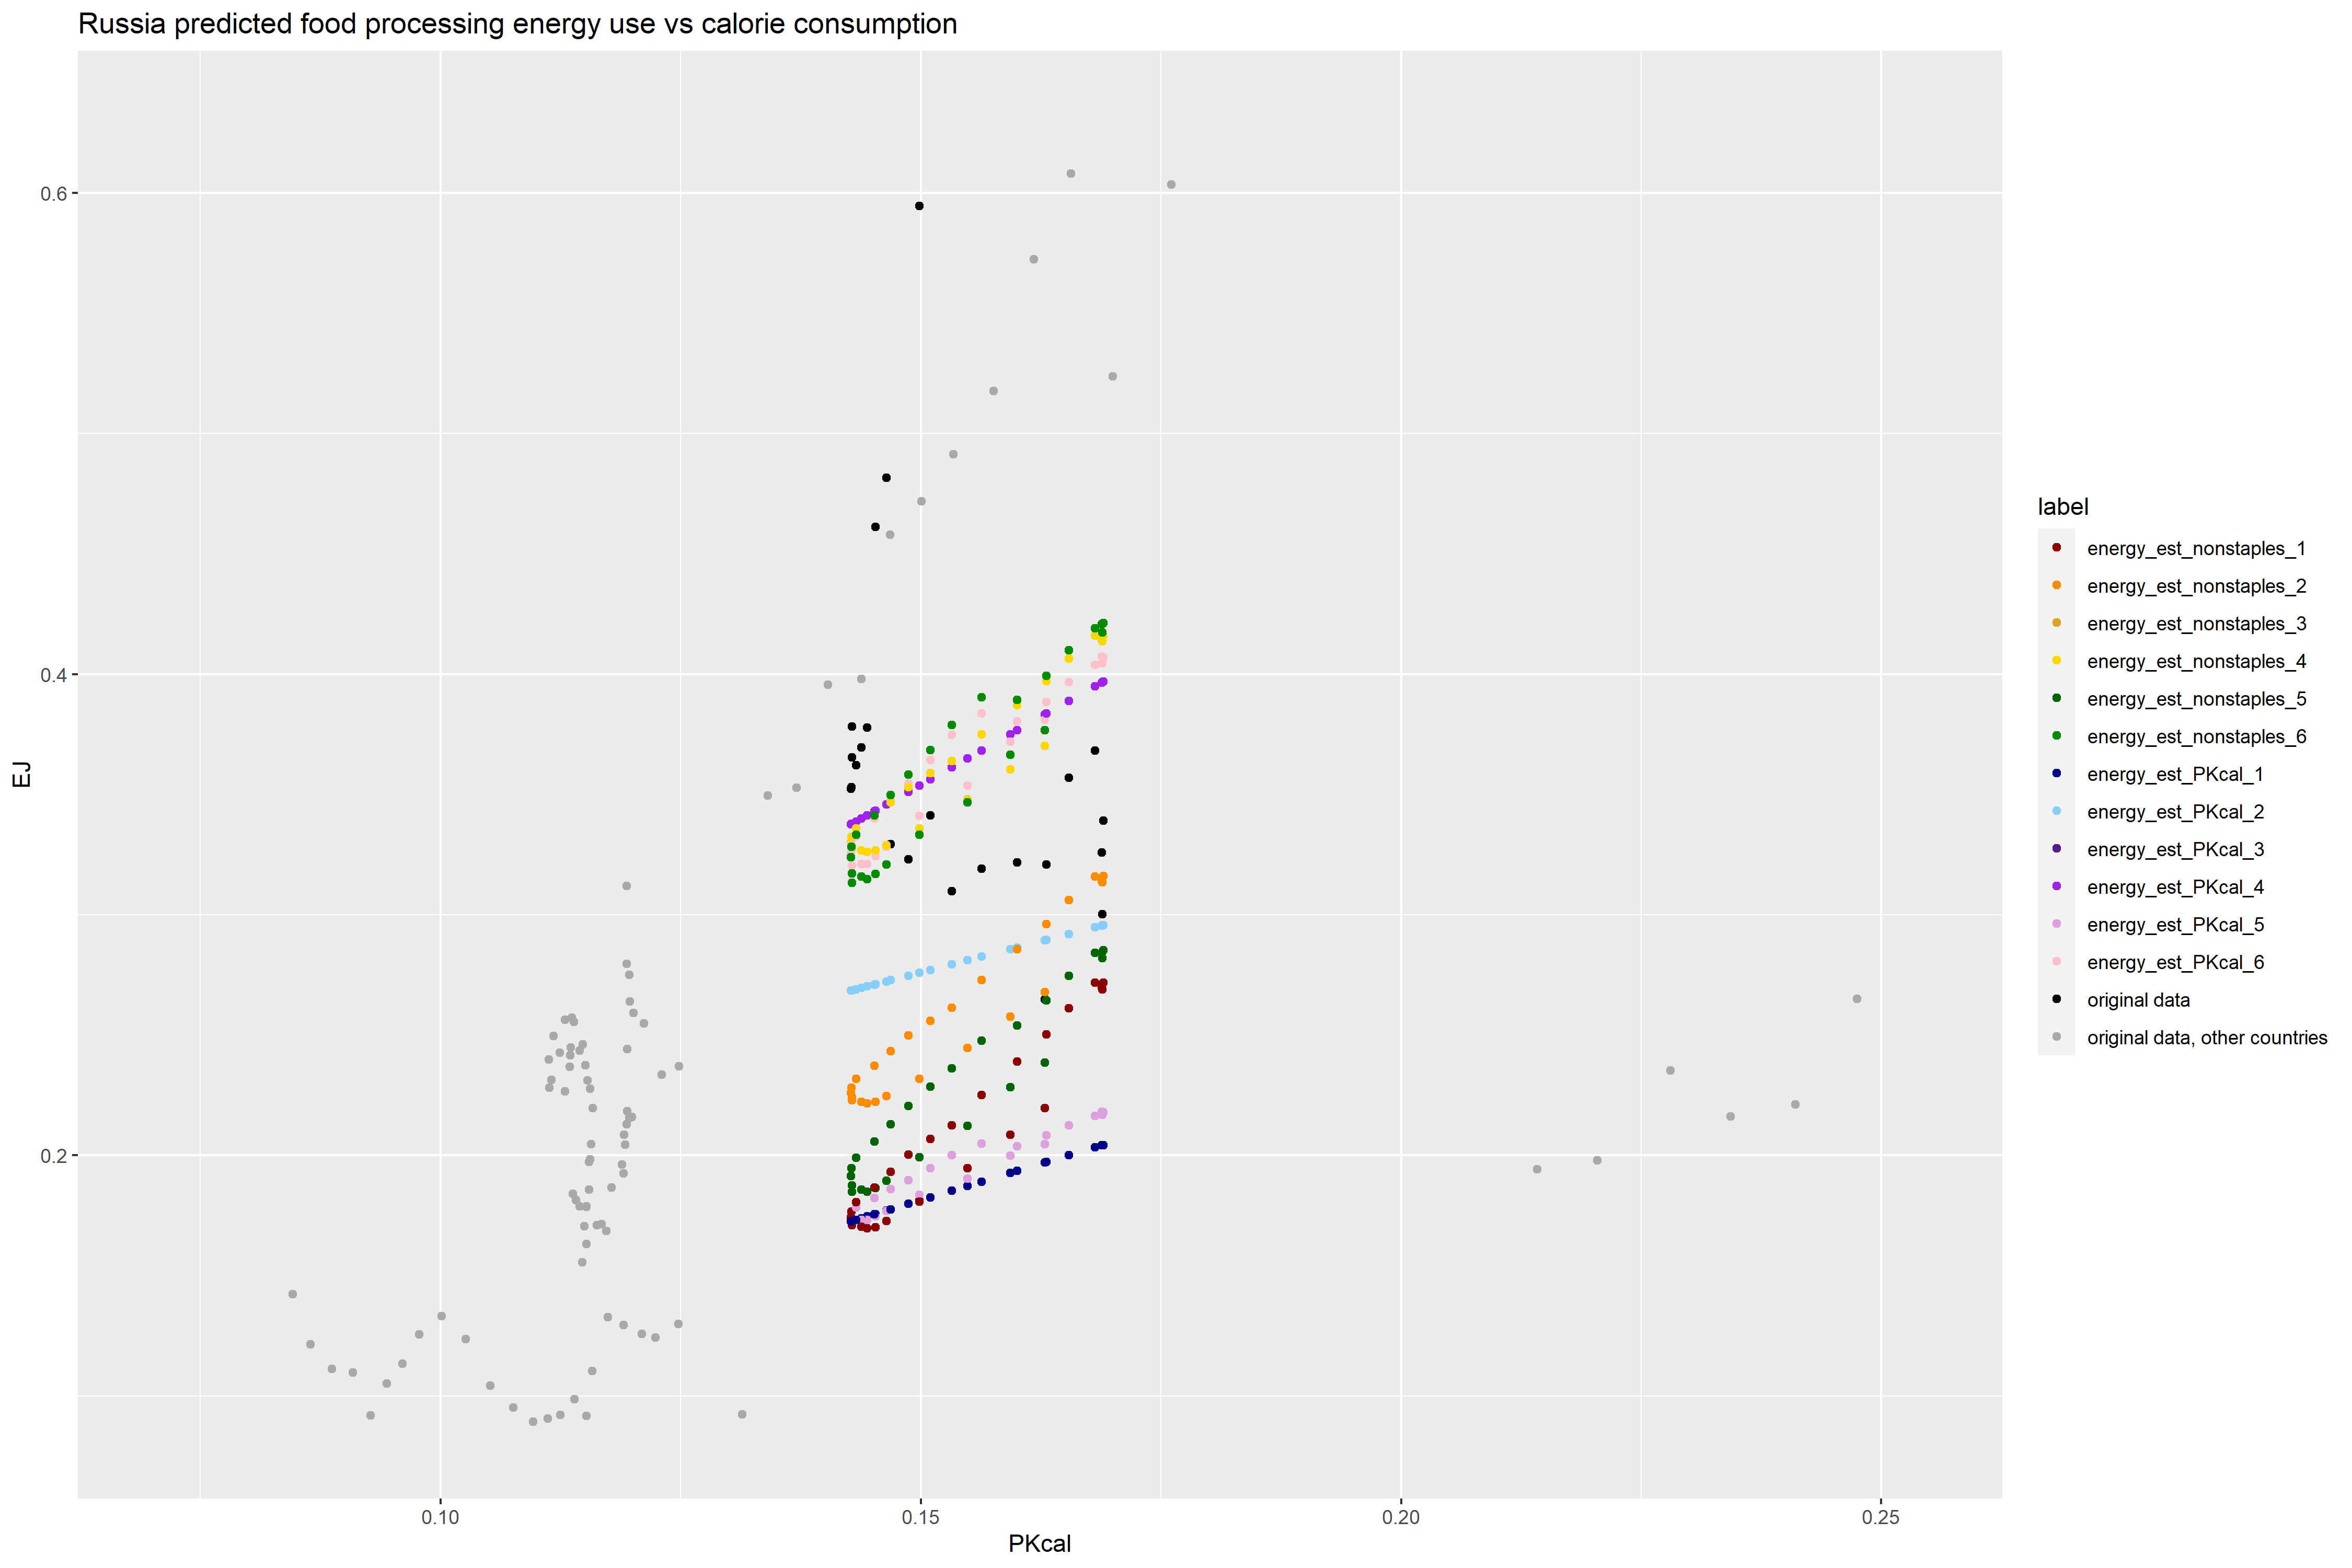 Russia predicted food processing energy use vs calorie consumption
0.6
0.4
0.2
EJ
0.10
0.15
0.20
0.25
PKcal
label
energy_est_nonstaples_1
energy_est_nonstaples_2
energy_est_nonstaples_3
energy_est_nonstaples_4
energy_est_nonstaples_5
energy_est_nonstaples_6
energy_est_PKcal_1
energy_est_PKcal_2
energy_est_PKcal_3
energy_est_PKcal_4
energy_est_PKcal_5
energy_est_PKcal_6
original data
original data, other countries